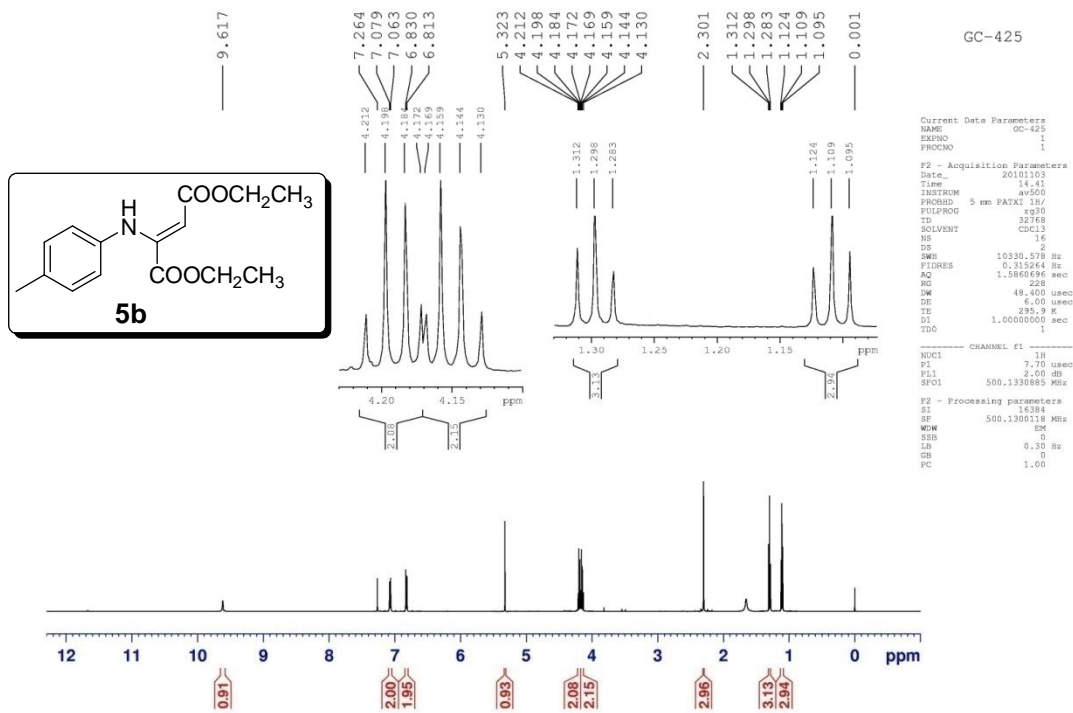 9.617
7.264
7.079
7.063
6.830
6.813
5.323
4.212
4.198
4.184
4.172
4.169
4.159
4.144
4.130
2.301
1.312
1.298
1.283
1.124
1.109
1.095
0.001
GC-425
4.212
4.198
4.184
4.172
4.169
4.159
4.144
4.130
1.312
1.298
1.283
1.124
1.109
1.095
H
N
COOCH2CH3
COOCH2CH3
5b
4.20 4.15 ppm
2.08 2.15
1.30 1.25 1.20 1.15 ppm
3.13 2.94
Current Data Parameters
NAME GC-425
EXPNO 1
PROCNO 1
F2 - Acquisition Parameters
Date_ 20101103
Time 14.41
INSTRUM av500
PROBHD 5 mm PATXI 1H/
PULPROG zg30
TD 32768
SOLVENT CDCl3
NS 16
DS 2
SWH 10330.578 Hz
FIDRES 0.315264 Hz
AQ 1.5860696 sec
RG 228
DW 48.400 usec
DE 6.00 usec
TE 295.9 K
D1 1.00000000 sec
TD0 1
======== CHANNEL f1 ========
NUC1 1H
P1 7.70 usec
PL1 2.00 dB
SFO1 500.1330885 MHz
F2 - Processing parameters
SI 16384
SF 500.1300118 MHz
WDW EM
SSB 0
LB 0.30 Hz
GB 0
PC 1.00
12 11 10 9 8 7 6 5 4 3 2 1 0 ppm
0.91 2.00 1.95 0.93 2.08 2.15 2.96 3.13 2.94